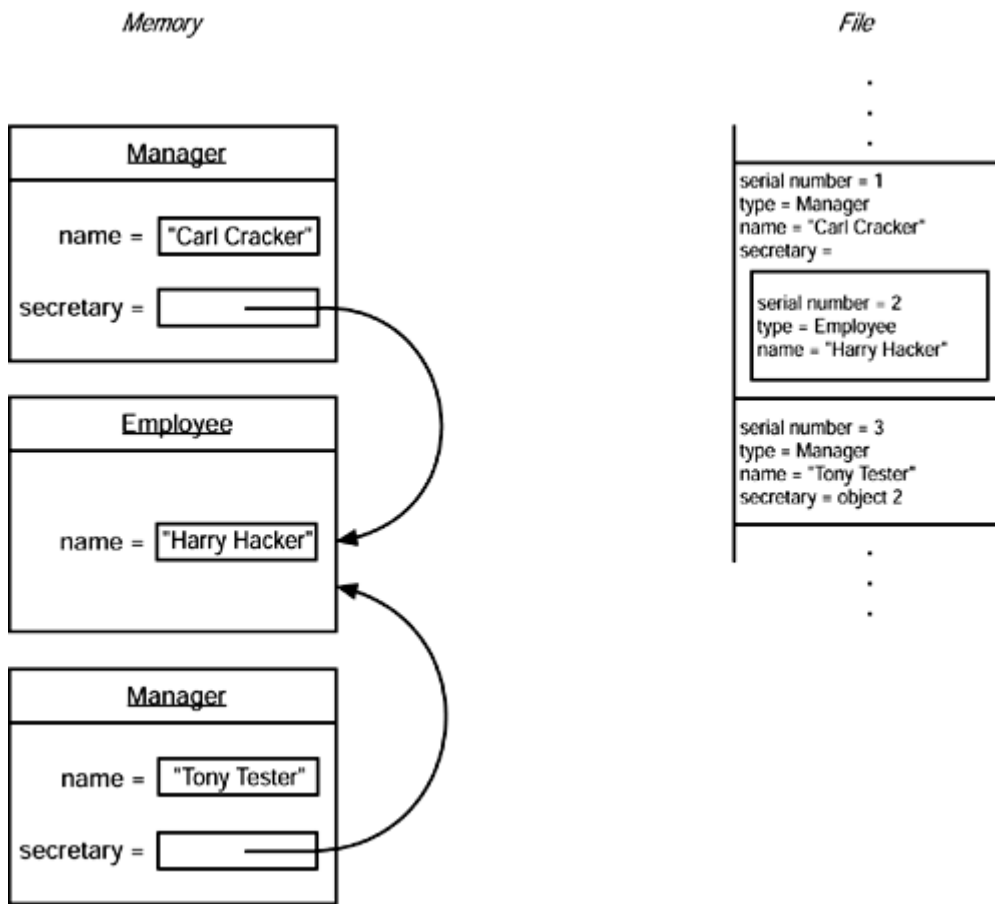 Memory
Manager
name = "Carl Cracker"
secretary =
Employee
name = "Harry Hacker"
Manager
name = "Tony Tester"
secretary =
File
serial number = 1
type = Manager
name = "Carl Cracker"
secretary =
serial number = 2
type = Employee
name = "Harry Hacker"
serial number = 3
type = Manager
name = "Tony Tester"
secretary = object 2